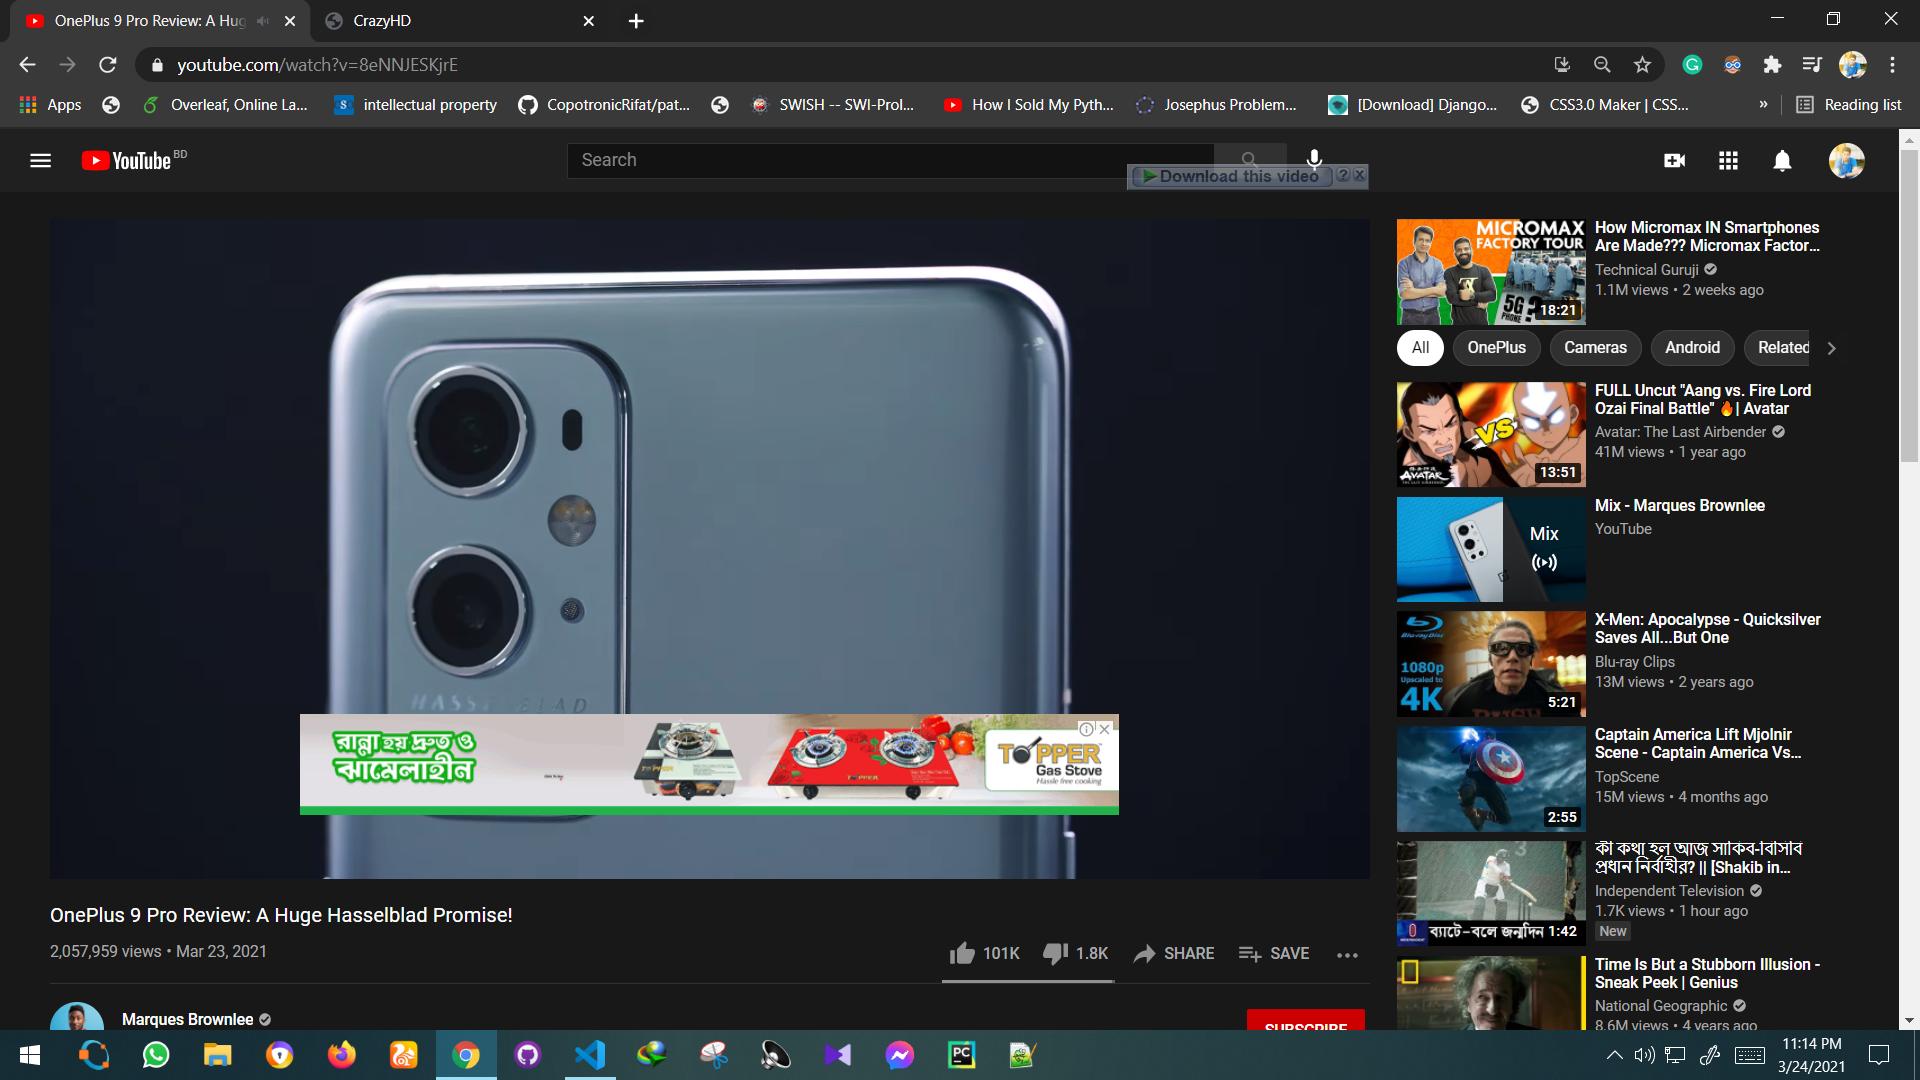 OnePlus 9 Pro Review: A Hug
CrazyHD
youtube.com/watch?v=8eNNJESKjrE
Apps
Overleaf, Online La...
intellectual property
CopotronicRifat/pat...
SWISH -- SWI-Prol...
How I Sold My Pyth...
Josephus Problem...
[Download] Django...
CSS3.0 Maker | CSS...
»
Reading list
YouTube BD
Search
Download this video
HASSELBLAD
রান্না হয় দ্রুত ও
ঝামেলাহীন
TOPPER
TOPPER
TOPPER
Gas Stove
Hassle free cooking
OnePlus 9 Pro Review: A Huge Hasselblad Promise!
2,057,959 views • Mar 23, 2021
101K
1.8K
SHARE
SAVE
Marques Brownlee
SUBSCRIBE
MICROMAX
FACTORY TOUR
5G ?
PHONE
18:21
How Micromax IN Smartphones
Are Made??? Micromax Factor...
Technical Guruji
1.1M views • 2 weeks ago
All
OnePlus
Cameras
Android
Related
VS
AVATAR
13:51
FULL Uncut "Aang vs. Fire Lord
Ozai Final Battle" 🔥| Avatar
Avatar: The Last Airbender
41M views • 1 year ago
Mix
Mix - Marques Brownlee
YouTube
Blu-ray Disc
1080p
Upscaled to
4K
5:21
X-Men: Apocalypse - Quicksilver
Saves All...But One
Blu-ray Clips
13M views • 2 years ago
2:55
Captain America Lift Mjolnir
Scene - Captain America Vs...
TopScene
15M views • 4 months ago
3
ব্যাটে-বলে জন্মদিন
1:42
কী কথা হল আজ সাকিব-বিসিবি
প্রধান নির্বাহীর? || [Shakib in...
Independent Television
1.7K views • 1 hour ago
New
Time Is But a Stubborn Illusion -
Sneak Peek | Genius
National Geographic
8.6M views • 4 years ago
PC
11:14 PM
3/24/2021